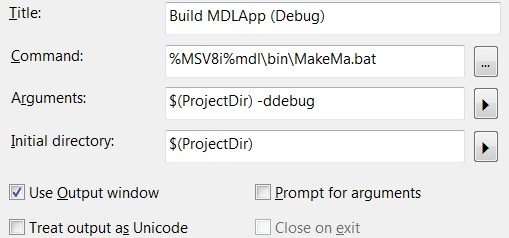 Title: Build MDLApp (Debug)
Command: %MSV8i%mdl\bin\MakeMa.bat ...
Arguments: $(ProjectDir) -ddebug
Initial directory: $(ProjectDir)
Use Output window Prompt for arguments
Treat output as Unicode Close on exit